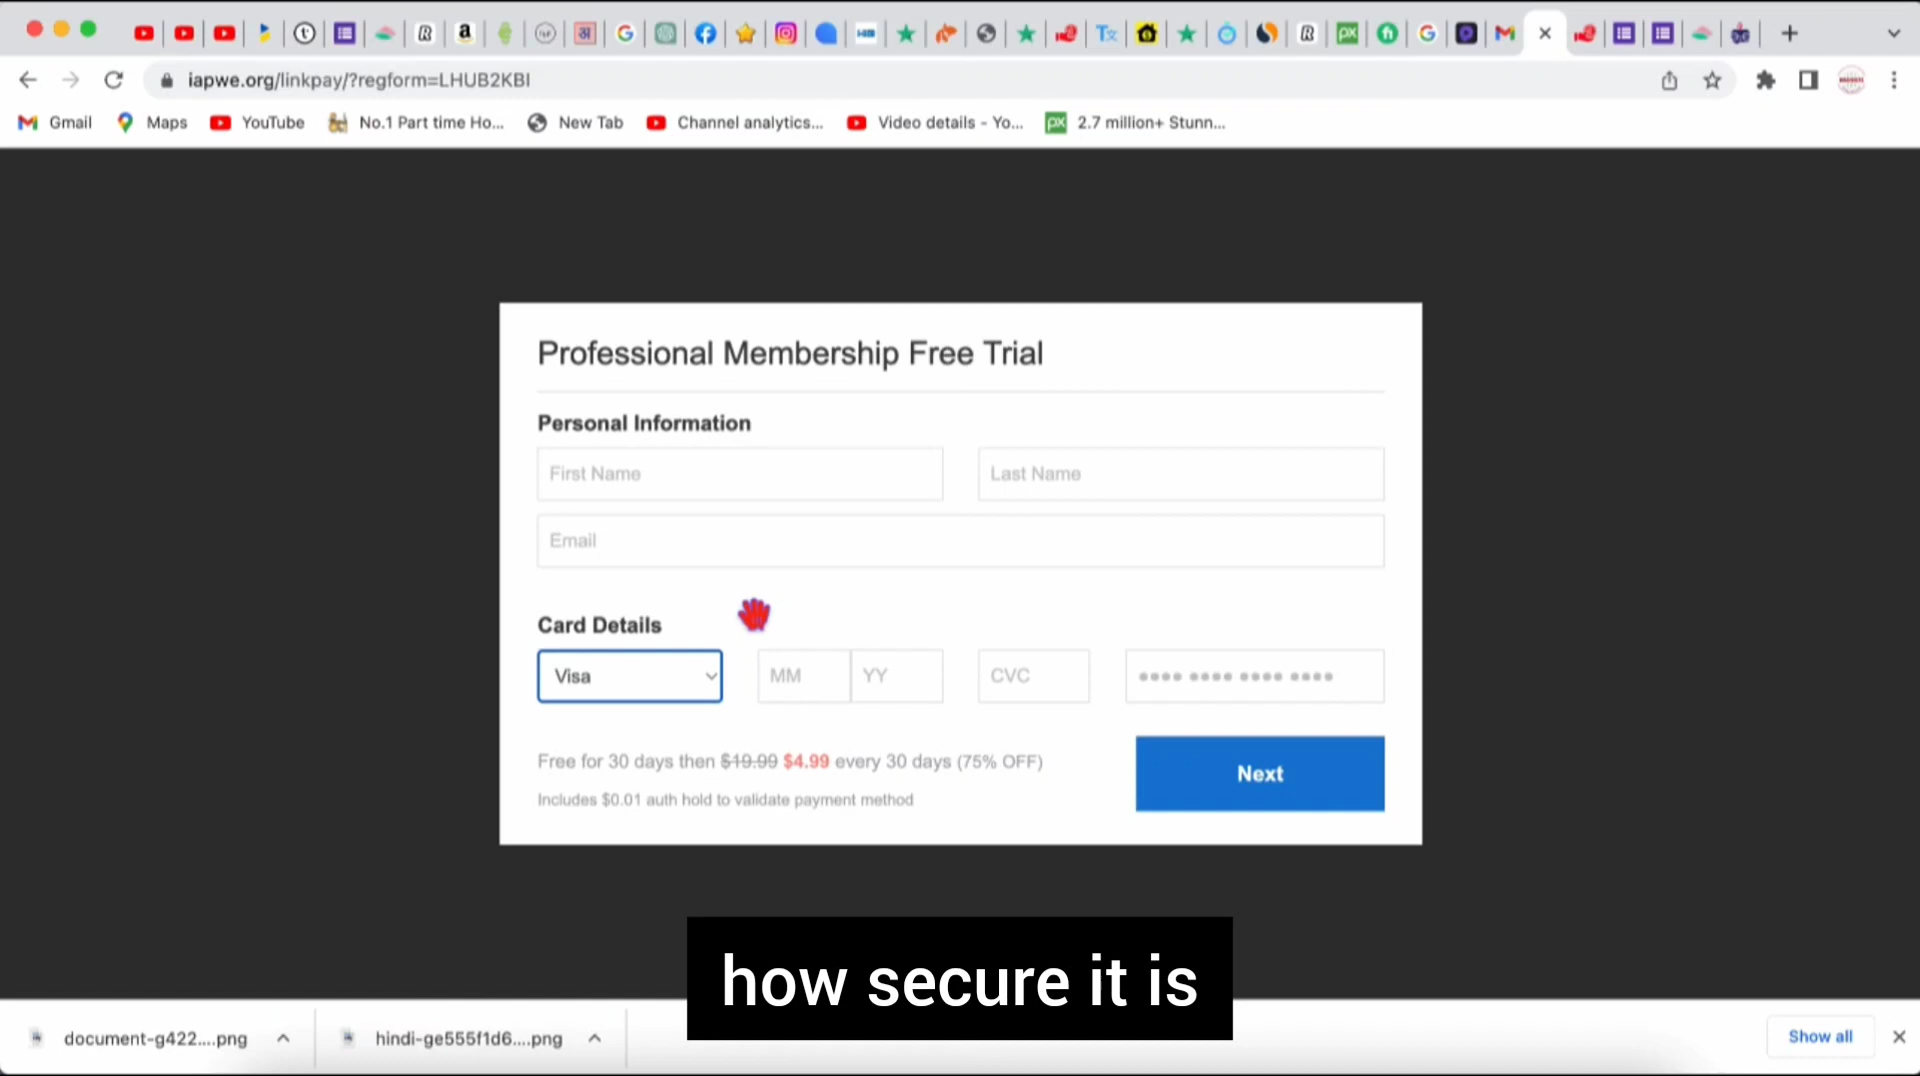 iapwe.org/linkpay/?regform=LHUB2KBI
Gmail
Maps
YouTube
No.1 Part time Ho...
New Tab
Channel analytics...
Video details - Yo...
2.7 million+ Stunn...
Professional Membership Free Trial
Personal Information
First Name
Last Name
Email
Card Details
Visa
MM
YY
CVC
Free for 30 days then $19.99 $4.99 every 30 days (75% OFF)
Next
Includes $0.01 auth hold to validate payment method
how secure it is
document-g422....png
hindi-ge555f1d6....png
Show all